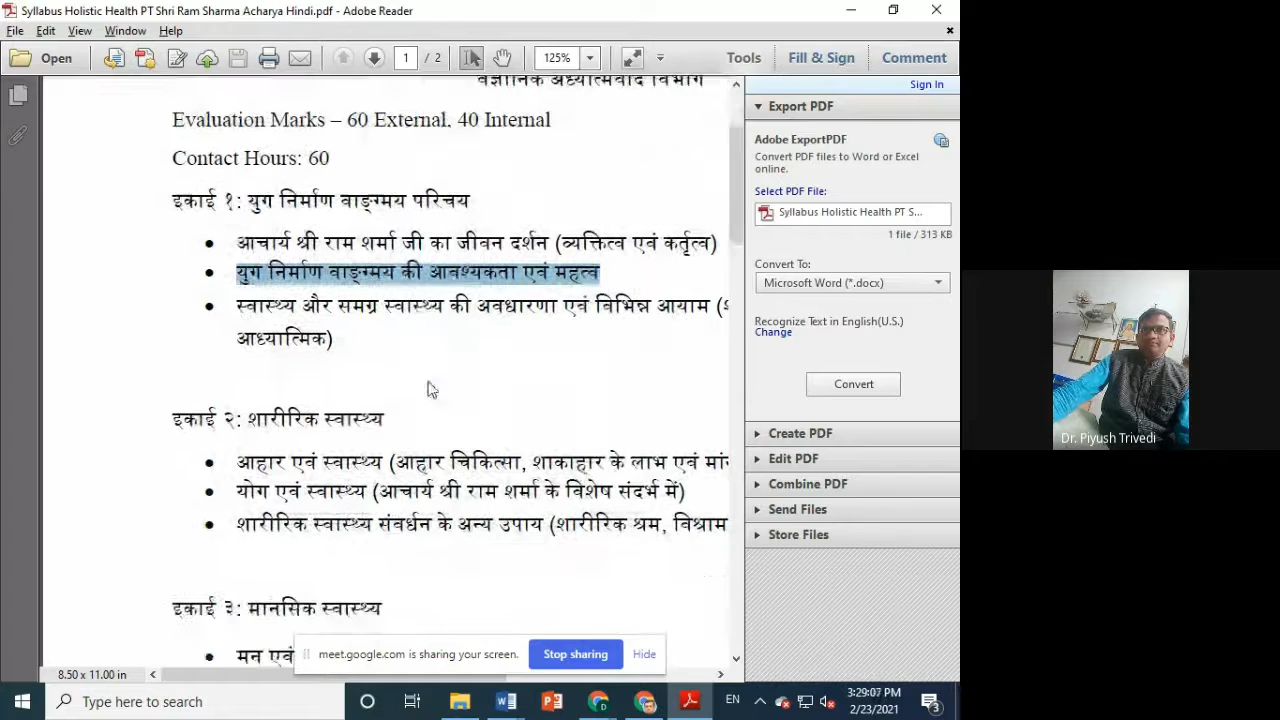 Syllabus Holistic Health PT Shri Ram Sharma Acharya Hindi.pdf - Adobe Reader
File Edit View Window Help
Open 1 / 2 125% Tools Fill & Sign Comment
Sign In
वैज्ञानिक अध्यात्मवाद विभाग
Evaluation Marks – 60 External, 40 Internal
Contact Hours: 60
इकाई १: युग निर्माण वाङ्ग्मय परिचय
• आचार्य श्री राम शर्मा जी का जीवन दर्शन (व्यक्तित्व एवं कर्तृत्व)
• युग निर्माण वाङ्ग्मय की आवश्यकता एवं महत्व
• स्वास्थ्य और समग्र स्वास्थ्य की अवधारणा एवं विभिन्न आयाम
आध्यात्मिक)
इकाई २: शारीरिक स्वास्थ्य
• आहार एवं स्वास्थ्य (आहार चिकित्सा, शाकाहार के लाभ एवं
• योग एवं स्वास्थ्य (आचार्य श्री राम शर्मा के विशेष संदर्भ में)
• शारीरिक स्वास्थ्य संवर्धन के अन्य उपाय (शारीरिक श्रम, विश्राम
इकाई ३: मानसिक स्वास्थ्य
• मन एवं
8.50 x 11.00 in
Export PDF
Adobe ExportPDF
Convert PDF files to Word or Excel
online.
Select PDF File:
Syllabus Holistic Health PT S...
1 file / 313 KB
Convert To:
Microsoft Word (*.docx)
Recognize Text in English(U.S.)
Change
Convert
Create PDF
Edit PDF
Combine PDF
Send Files
Store Files
meet.google.com is sharing your screen. Stop sharing Hide
Dr. Piyush Trivedi
Type here to search
EN
3:29:07 PM
2/23/2021
3